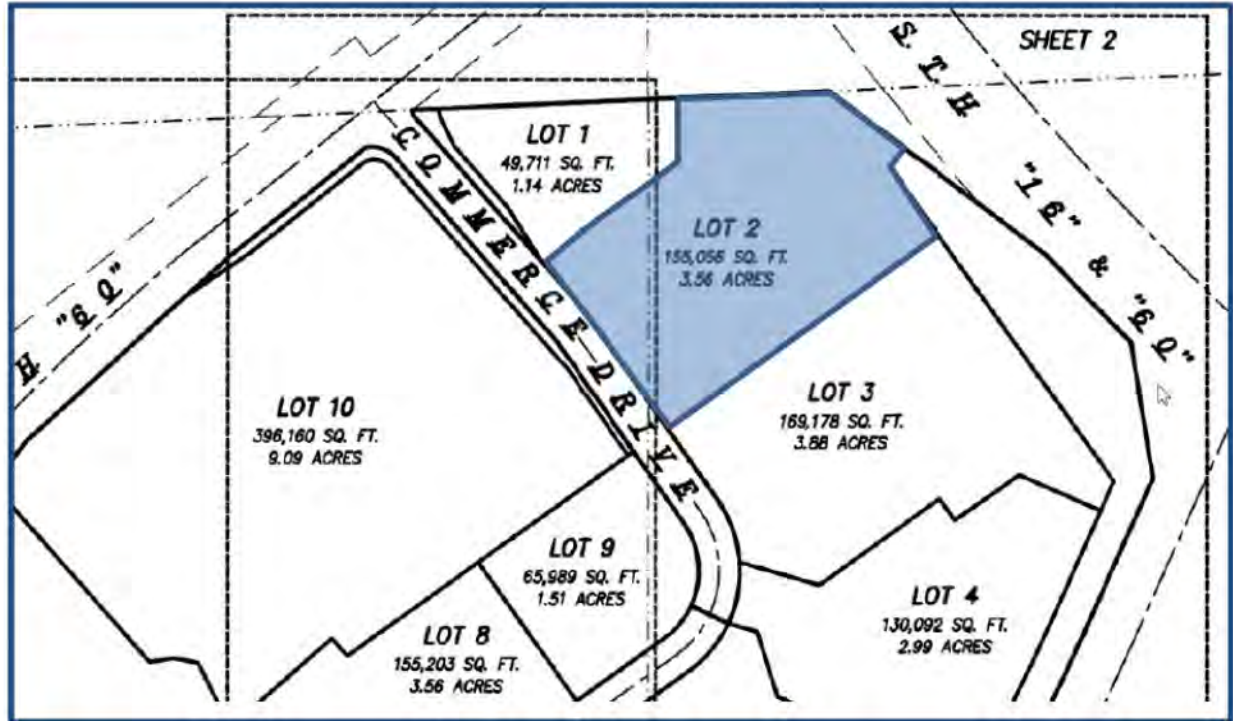 SHEET 2
S. T. H. "16" & "60"
H "60"
COMMERCE DRIVE
LOT 1
49,711 SQ. FT.
1.14 ACRES
LOT 2
155,056 SQ. FT.
3.56 ACRES
LOT 3
169,178 SQ. FT.
3.88 ACRES
LOT 10
396,160 SQ. FT.
9.09 ACRES
LOT 9
65,989 SQ. FT.
1.51 ACRES
LOT 8
155,203 SQ. FT.
3.56 ACRES
LOT 4
130,092 SQ. FT.
2.99 ACRES